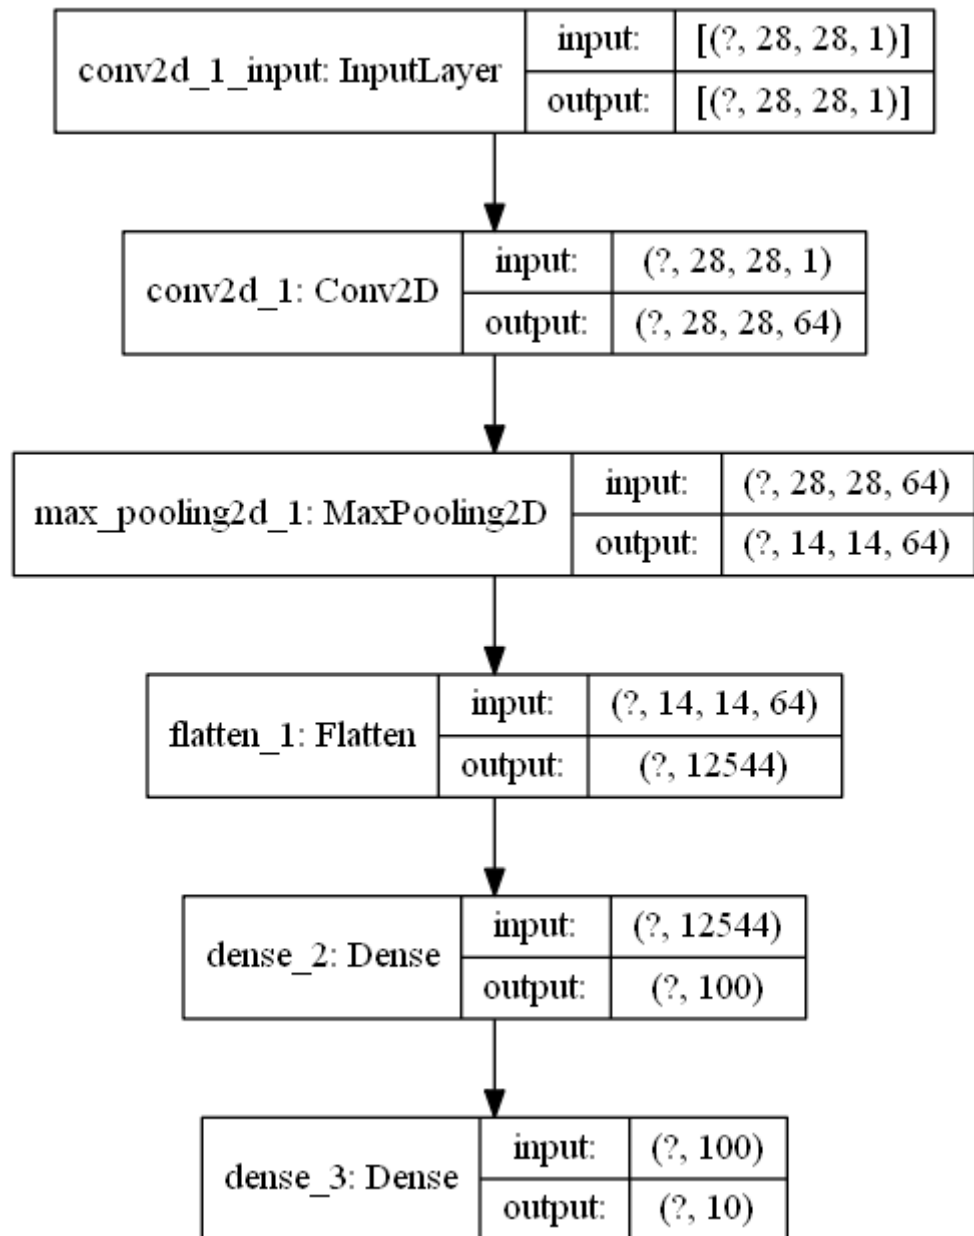 conv2d_1_input: InputLayer
input: [(?, 28, 28, 1)]
output: [(?, 28, 28, 1)]
conv2d_1: Conv2D
input: (?, 28, 28, 1)
output: (?, 28, 28, 64)
max_pooling2d_1: MaxPooling2D
input: (?, 28, 28, 64)
output: (?, 14, 14, 64)
flatten_1: Flatten
input: (?, 14, 14, 64)
output: (?, 12544)
dense_2: Dense
input: (?, 12544)
output: (?, 100)
dense_3: Dense
input: (?, 100)
output: (?, 10)